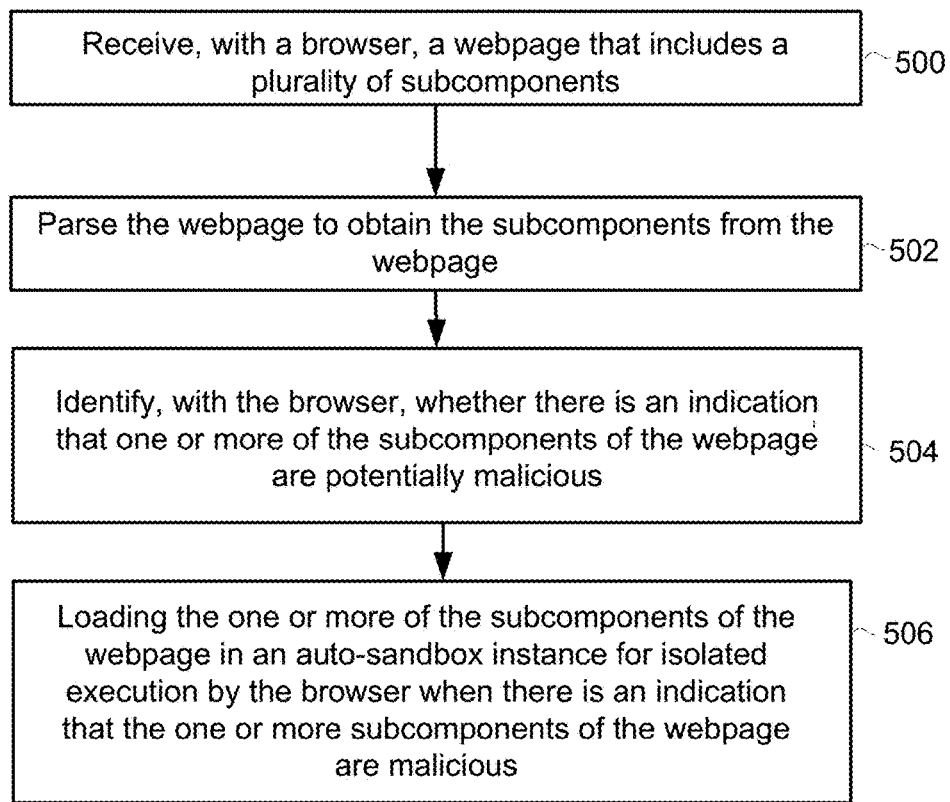 Receive, with a browser, a webpage that includes a
plurality of subcomponents
500
Parse the webpage to obtain the subcomponents from the
webpage
502
Identify, with the browser, whether there is an indication
that one or more of the subcomponents of the webpage
are potentially malicious
504
Loading the one or more of the subcomponents of the
webpage in an auto-sandbox instance for isolated
execution by the browser when there is an indication
that the one or more subcomponents of the webpage
are malicious
506